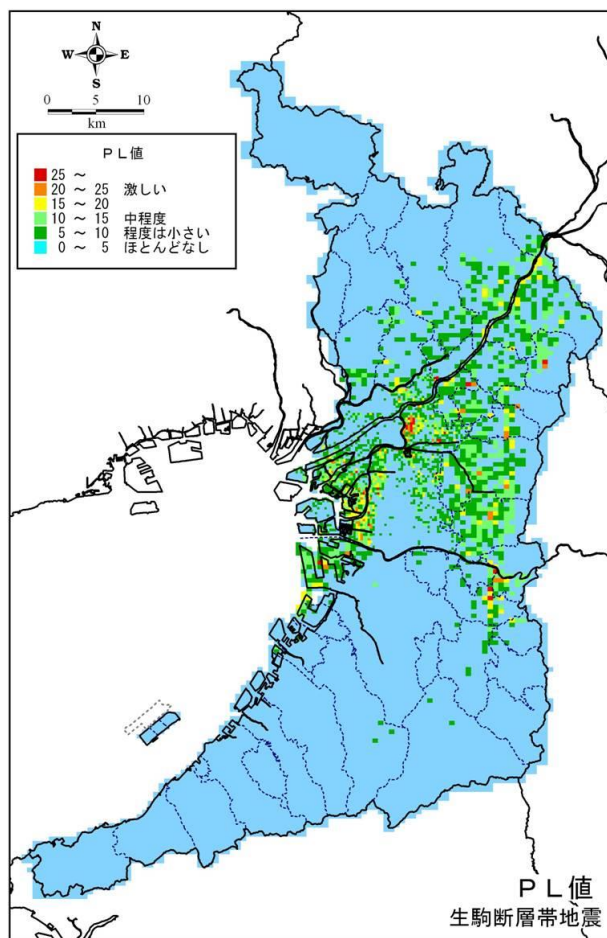 N
W E
S
0 5 10
km
PL値
25 ～
20 ～ 25 激しい
15 ～ 20
10 ～ 15 中程度
5 ～ 10 程度は小さい
0 ～ 5 ほとんどなし
PL値
生駒断層帯地震